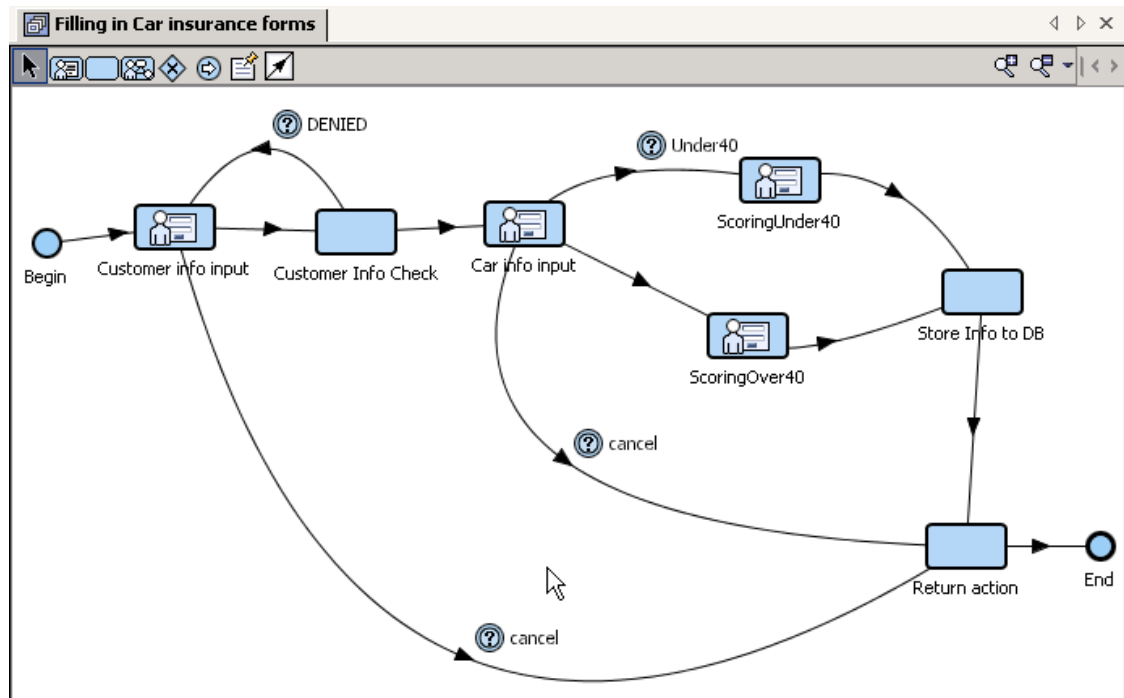 Filling in Car insurance forms
DENIED
Under40
ScoringUnder40
Begin
Customer info input
Customer Info Check
Car info input
Store Info to DB
ScoringOver40
cancel
Return action
End
cancel